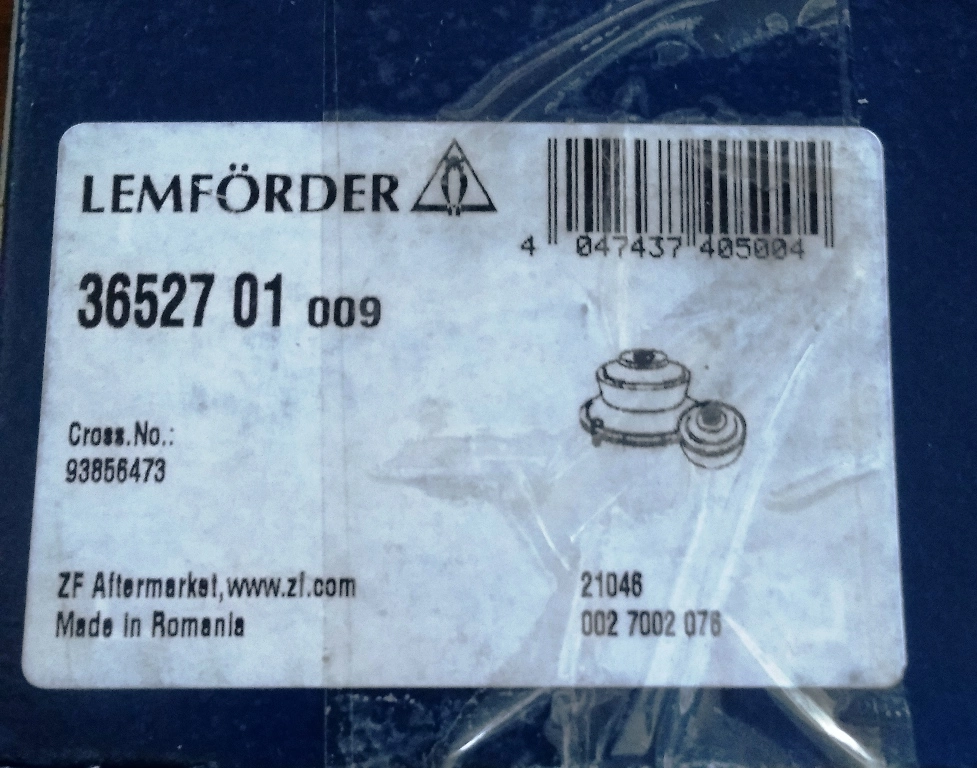 LEMFÖRDER
4 047437 405004
36527 01 009
Cross.No.:
93856473
ZF Aftermarket,www.zf.com
Made in Romania
21046
002 7002 076